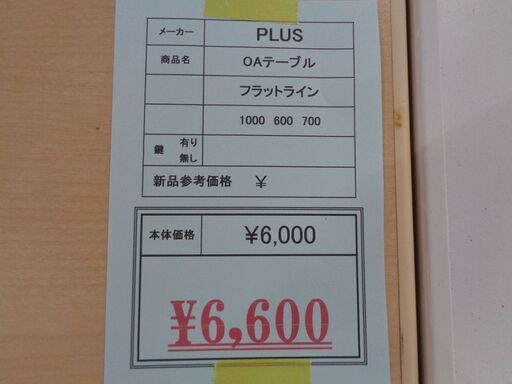 メーカー PLUS
商品名 OAテーブル
フラットライン
1000 600 700
鍵 有り
無し
新品参考価格 ¥
本体価格 ¥6,000
¥6,600